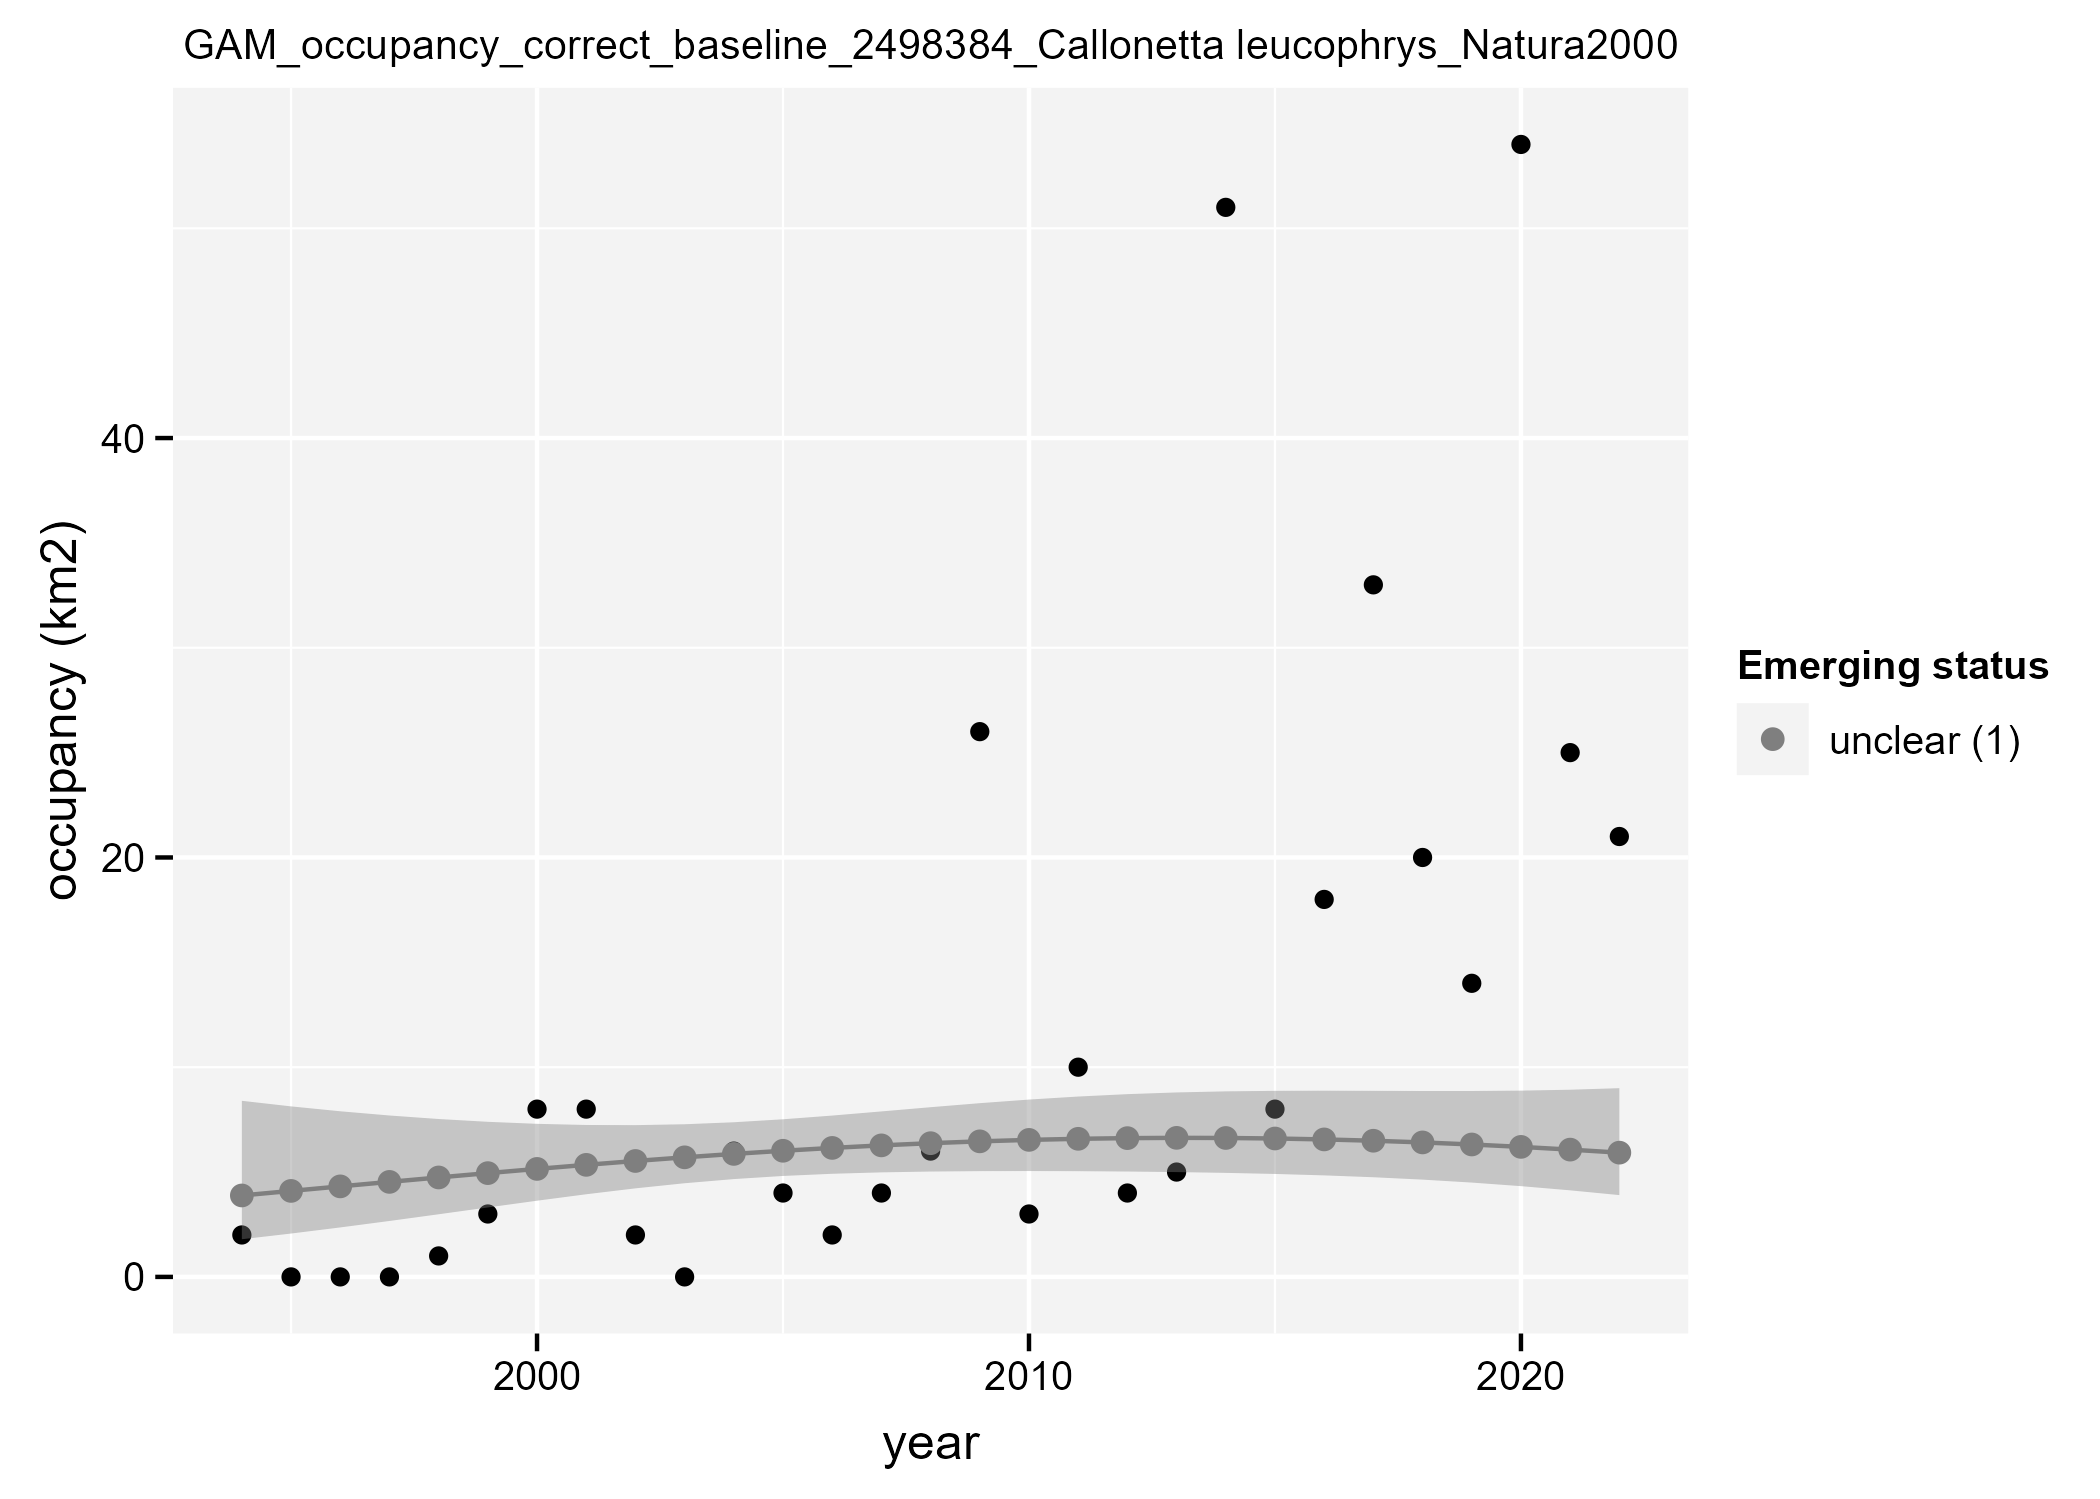 GAM_occupancy_correct_baseline_2498384_Callonetta leucophrys_Natura2000
occupancy (km2)
40
20
0
2000
2010
2020
year
Emerging status
unclear (1)